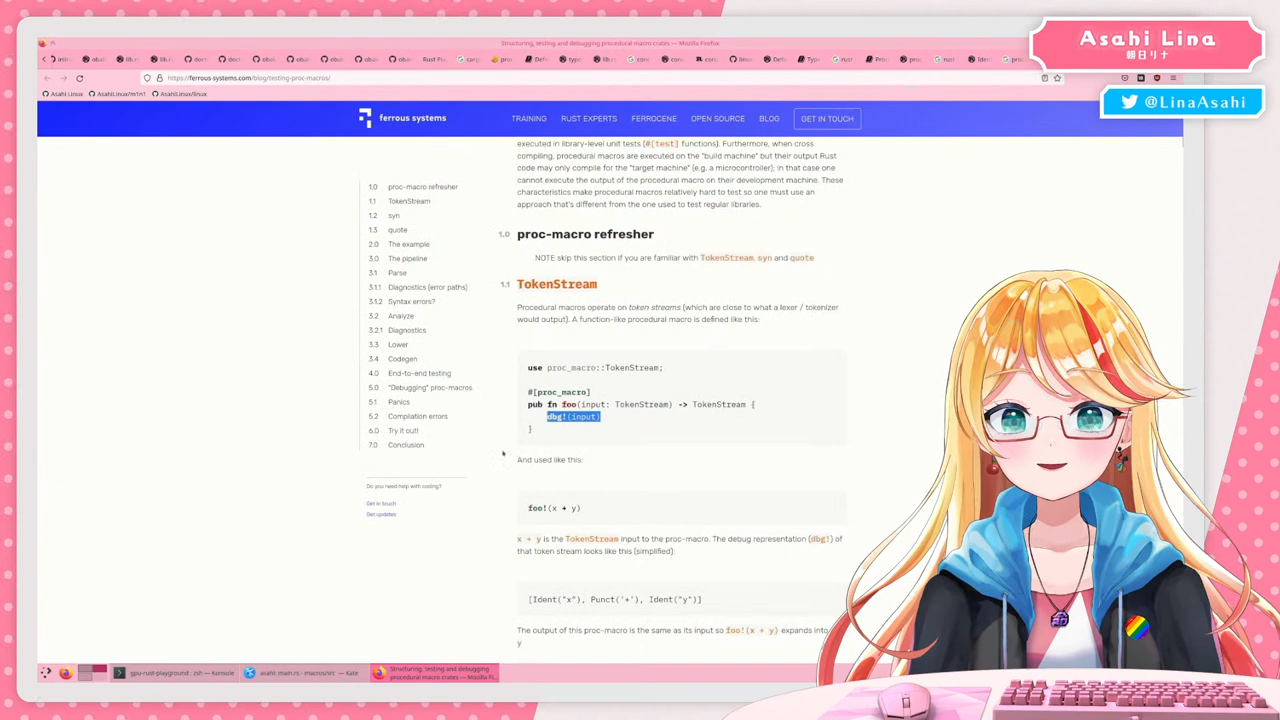 Asahi Lina
朝日リナ
@LinaAsahi
Structuring, testing and debugging procedural macro crates — Mozilla Firefox
https://ferrous-systems.com/blog/testing-proc-macros/
Asahi Linux
AsahiLinux/m1n1
AsahiLinux/linux
ferrous systems
TRAINING
RUST EXPERTS
FERROCENE
OPEN SOURCE
BLOG
GET IN TOUCH
1.0 proc-macro refresher
1.1 TokenStream
1.2 syn
1.3 quote
2.0 The example
3.0 The pipeline
3.1 Parse
3.1.1 Diagnostics (error paths)
3.1.2 Syntax errors?
3.2 Analyze
3.2.1 Diagnostics
3.3 Lower
3.4 Codegen
4.0 End-to-end testing
5.0 "Debugging" proc-macros
5.1 Panics
5.2 Compilation errors
6.0 Try it out!
7.0 Conclusion
Do you need help with coding?
Get in touch
Get updates
executed in library-level unit tests (#[test] functions). Furthermore, when cross
compiling, procedural macros are executed on the "build machine" but their output Rust
code may only compile for the "target machine" (e.g. a microcontroller); in that case one
cannot execute the output of the procedural macro on their development machine. These
characteristics make procedural macros relatively hard to test so one must use an
approach that's different from the one used to test regular libraries.
1.0 proc-macro refresher
NOTE skip this section if you are familiar with TokenStream, syn and quote
1.1 TokenStream
Procedural macros operate on token streams (which are close to what a lexer / tokenizer
would output). A function-like procedural macro is defined like this:
use proc_macro::TokenStream;
#[proc_macro]
pub fn foo(input: TokenStream) -> TokenStream {
dbg!(input)
}
And used like this:
foo!(x + y)
x + y is the TokenStream input to the proc-macro. The debug representation (dbg!) of
that token stream looks like this (simplified):
[Ident("x"), Punct('+'), Ident("y")]
The output of this proc-macro is the same as its input so foo!(x + y) expands into
y
gpu-rust-playground : zsh — Konsole
asahi: main.rs - macros/src — Kate
Structuring, testing and debugging
procedural macro crates — Mozilla Fi...